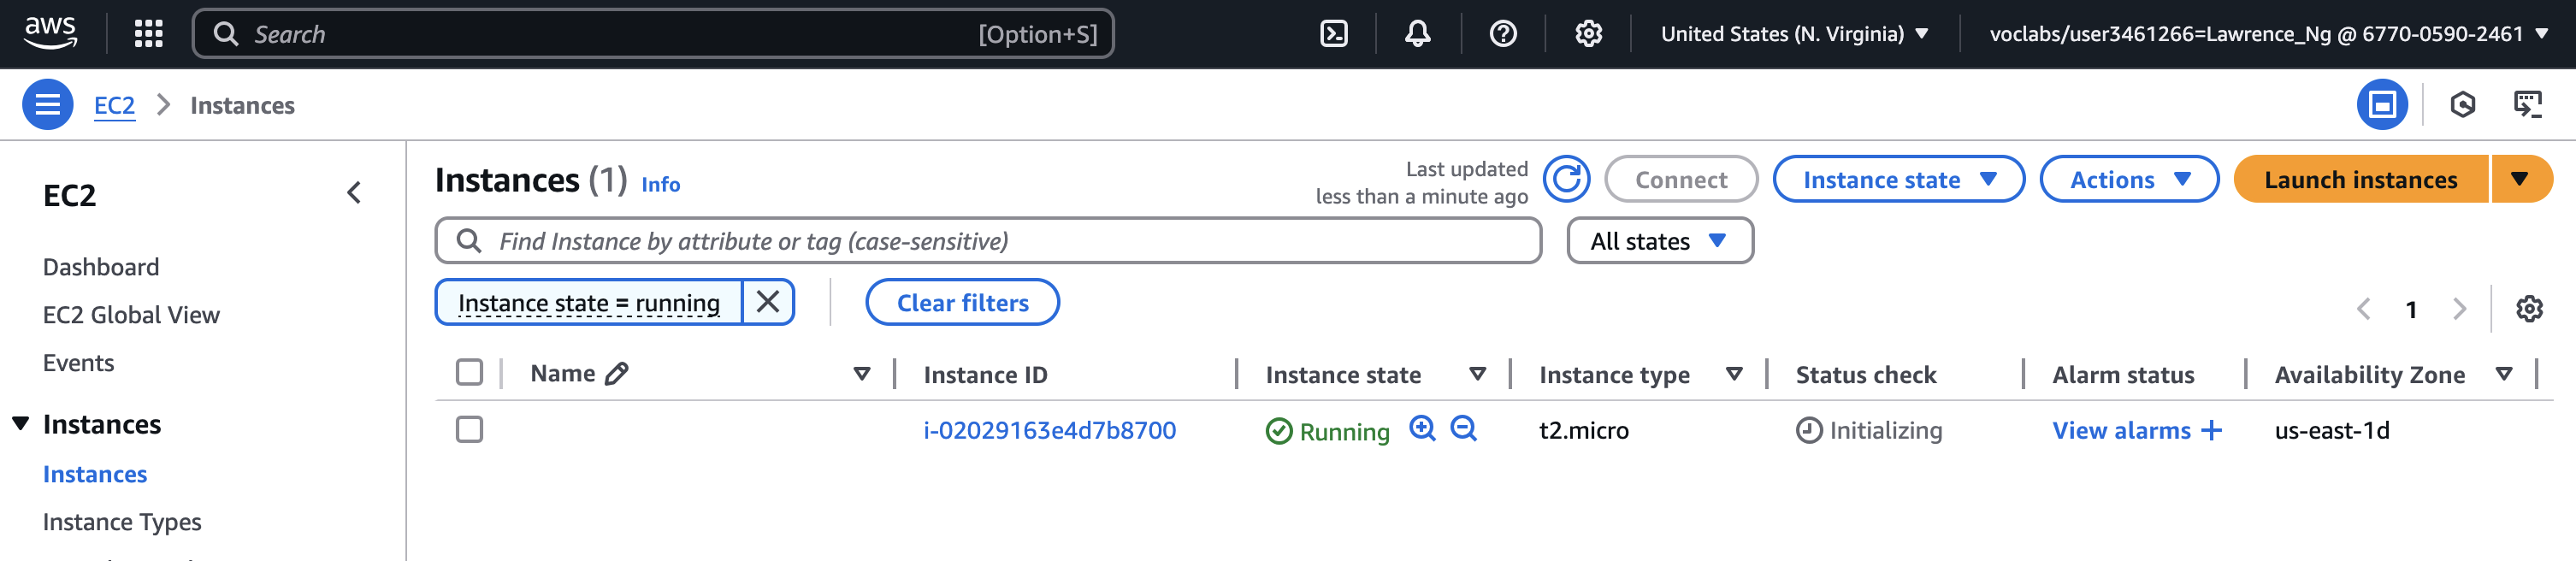 aws
Search [Option+S]
United States (N. Virginia)
voclabs/user3461266=Lawrence_Ng @ 6770-0590-2461
EC2 Instances
EC2
Dashboard
EC2 Global View
Events
Instances
Instances
Instance Types
Instances (1) Info
Last updated
less than a minute ago
Connect
Instance state
Actions
Launch instances
Find Instance by attribute or tag (case-sensitive)
All states
Instance state = running
Clear filters
1
Name Instance ID Instance state Instance type Status check Alarm status Availability Zone
i-02029163e4d7b8700 Running t2.micro Initializing View alarms + us-east-1d